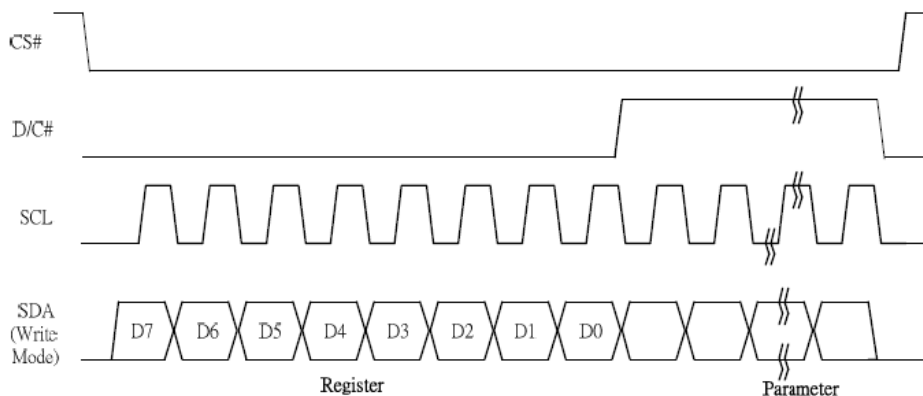 CS#
D/C#
SCL
SDA
(Write
Mode)
D7 D6 D5 D4 D3 D2 D1 D0
Register Parameter